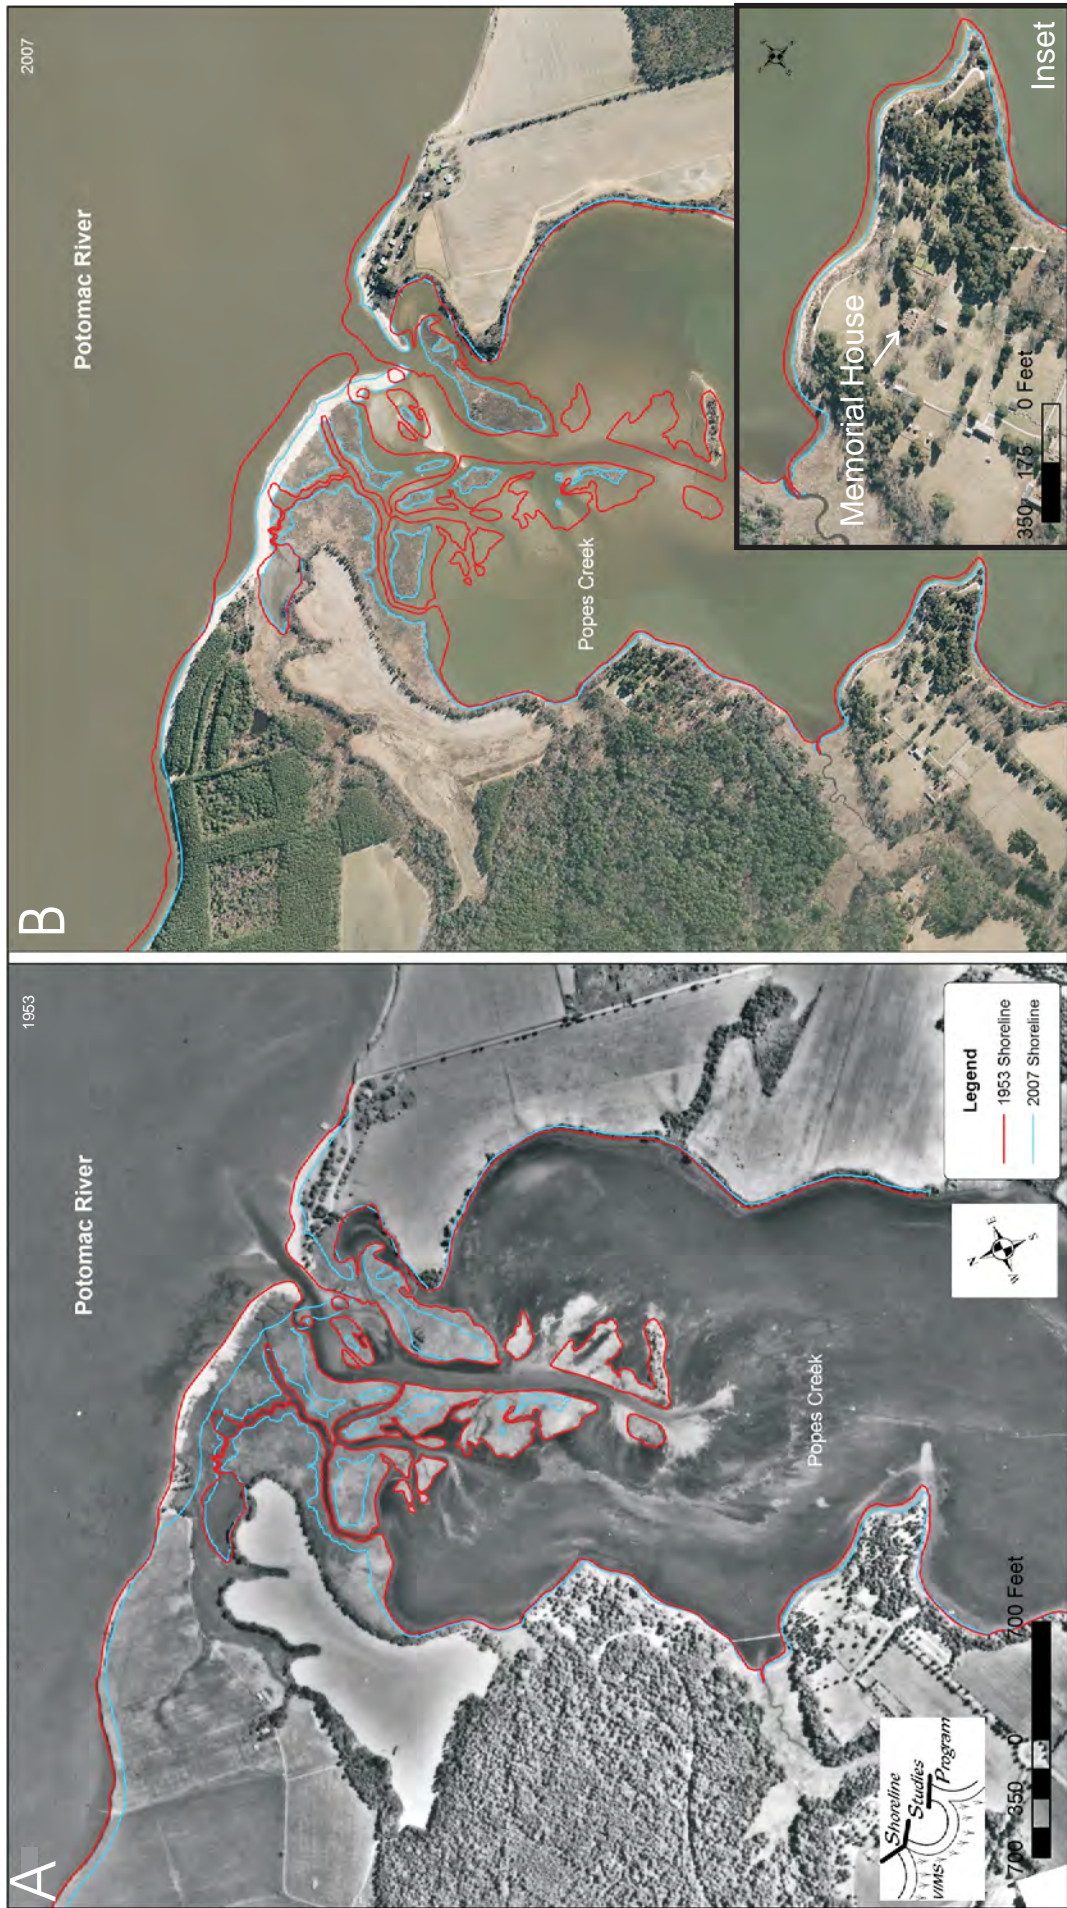 A
1953
Potomac River
Popes Creek
Legend
1953 Shoreline
2007 Shoreline
N
E
S
W
Shoreline
Studies
Program
VIMS
700 350 0 700 Feet
B
2007
Potomac River
Popes Creek
Memorial House
350 175 0 Feet
Inset